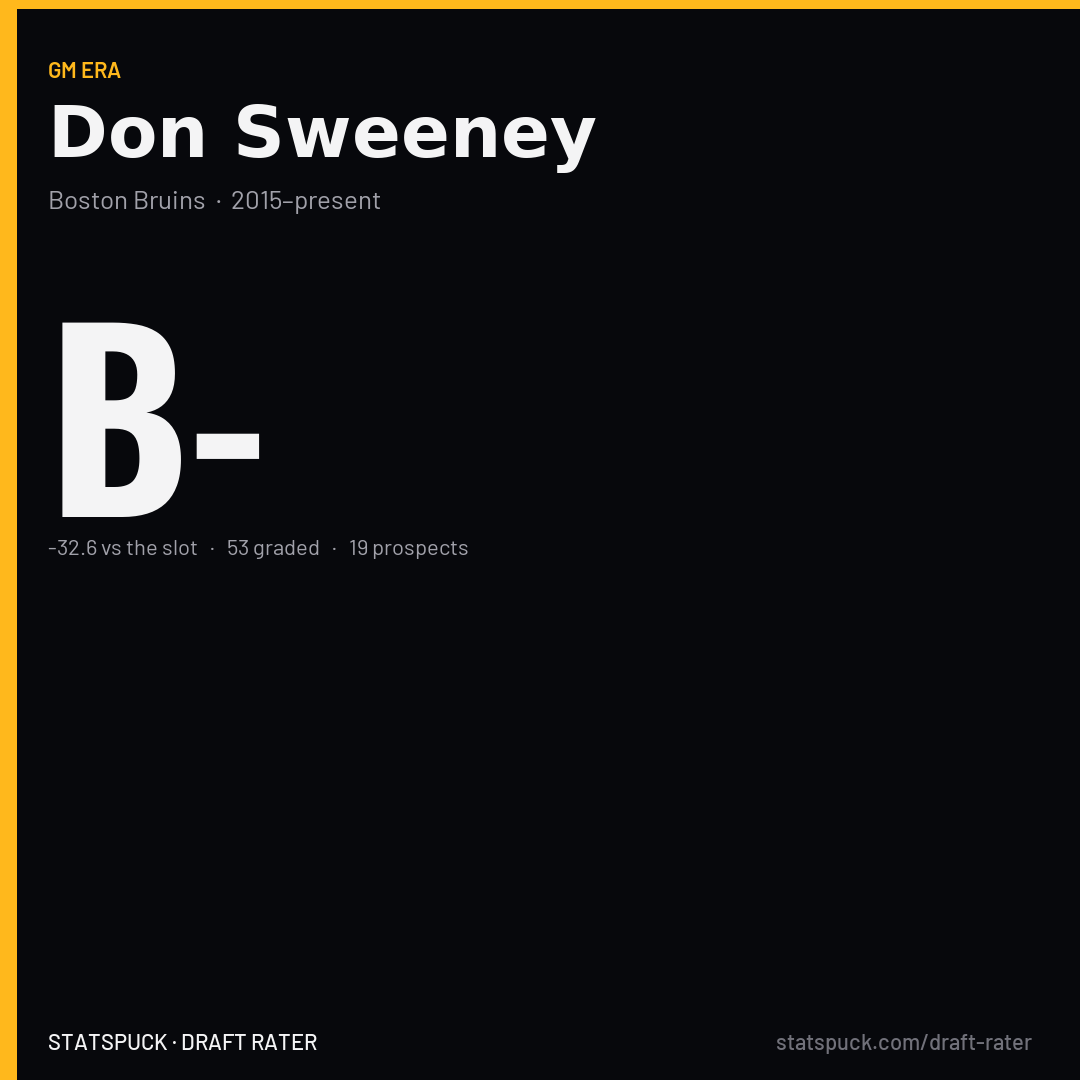 GM ERA
Don Sweeney
Boston Bruins · 2015–present
B-
-32.6 vs the slot · 53 graded · 19 prospects
STATSPUCK · DRAFT RATER
statspuck.com/draft-rater